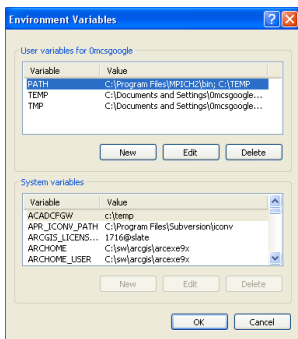 Environment Variables
User variables for 0mcsgoogle
Variable Value
PATH C:\Program Files\MPICH2\bin; C:\TEMP
TEMP C:\Documents and Settings\0mcsgoogle...
TMP C:\Documents and Settings\0mcsgoogle...
New Edit Delete
System variables
Variable Value
ACADCFGW c:\temp
APR_ICONV_PATH C:\Program Files\Subversion\iconv
ARCGIS_LICENS... 1716@slate
ARCHOME C:\sw\arcgis\arcexe9x
ARCHOME_USER C:\sw\arcgis\arcexe9x
New Edit Delete
OK Cancel